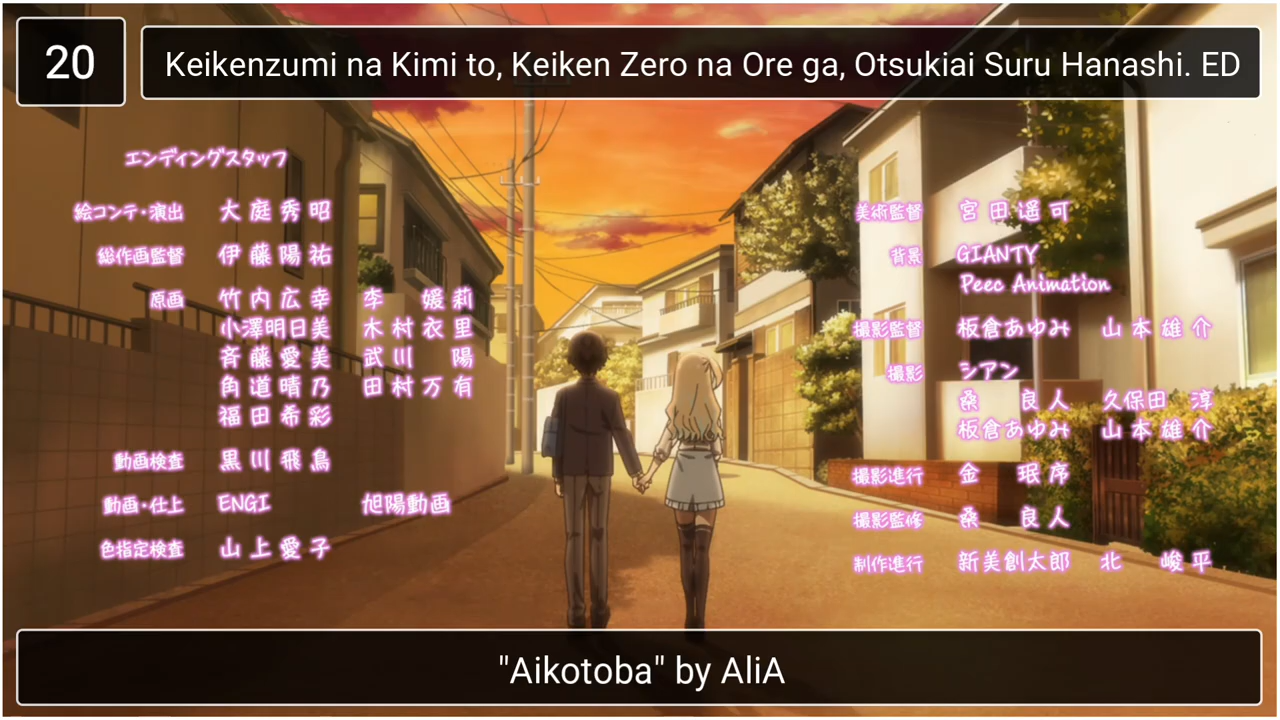 20
Keikenzumi na Kimi to, Keiken Zero na Ore ga, Otsukiai Suru Hanashi. ED
エンディングスタッフ
絵コンテ・演出 大庭秀昭
総作画監督 伊藤陽祐
原画 竹内広幸 李 媛莉
小澤明日美 木村衣里
斉藤愛美 武川 陽
角道晴乃 田村万有
福田希彩
動画検査 黒川飛鳥
動画・仕上 ENGI 旭陽動画
色指定検査 山上愛子
美術監督 宮田遥可
背景 GIANTY
Peec Animation
撮影監督 板倉あゆみ 山本雄介
撮影 シアン
桑 良人 久保田 淳
板倉あゆみ 山本雄介
撮影進行 金 珉序
撮影監修 桑 良人
制作進行 新美創太郎 北 峻平
"Aikotoba" by AliA